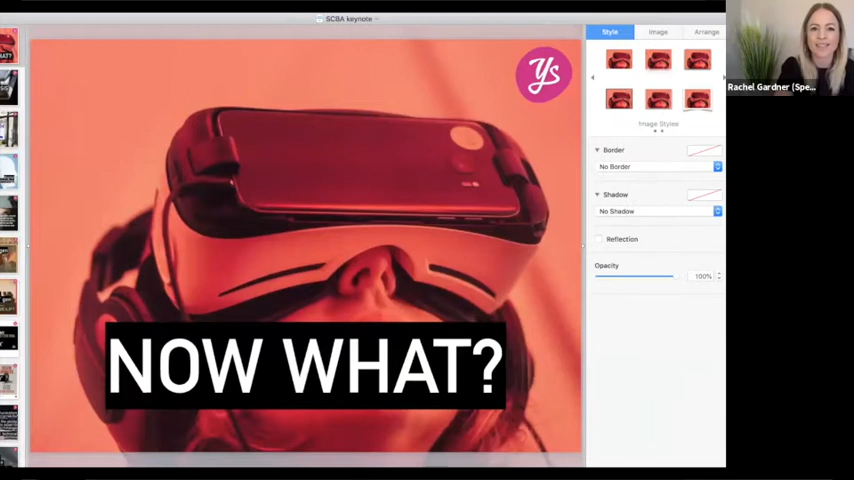 SCBA keynote
Style
Image
Arrange
ys
Image Styles
Border
No Border
Shadow
No Shadow
Reflection
Opacity
100%
NOW WHAT?
Rachel Gardner (Spe...